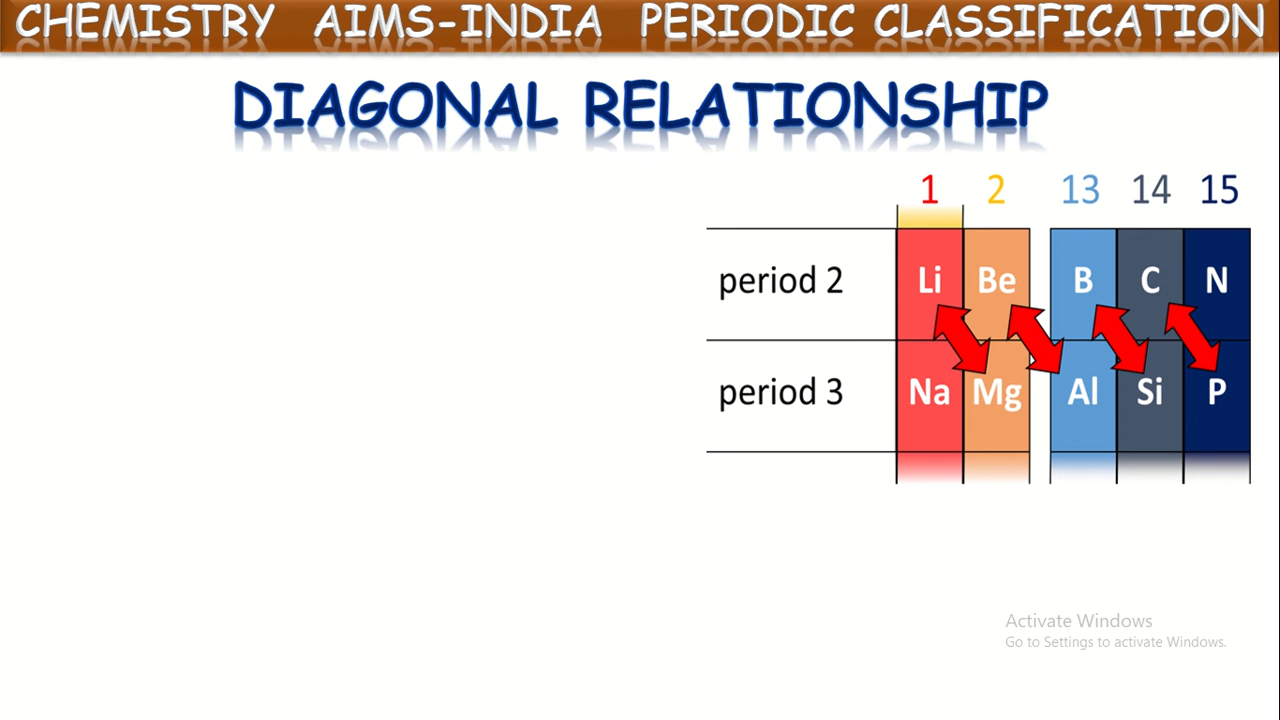 CHEMISTRY AIMS-INDIA PERIODIC CLASSIFICATION
DIAGONAL RELATIONSHIP
1 2 13 14 15
period 2 Li Be B C N
period 3 Na Mg Al Si P
Activate Windows
Go to Settings to activate Windows.